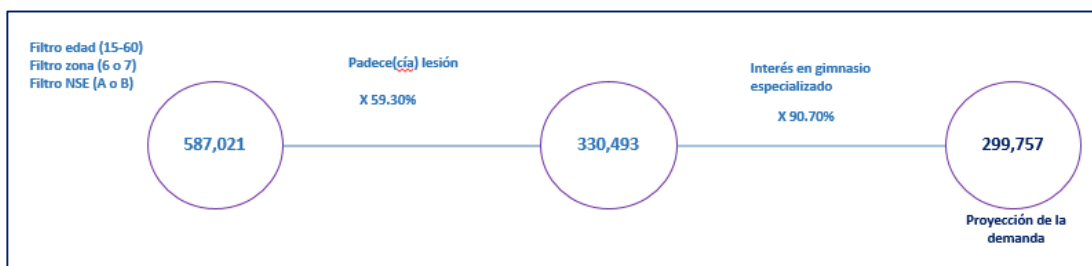 Filtro edad (15-60)
Filtro zona (6 o 7)
Filtro NSE (A o B)
Padece(cía) lesión
X 59.30%
Interés en gimnasio
especializado
X 90.70%
587,021
330,493
299,757
Proyección de la
demanda